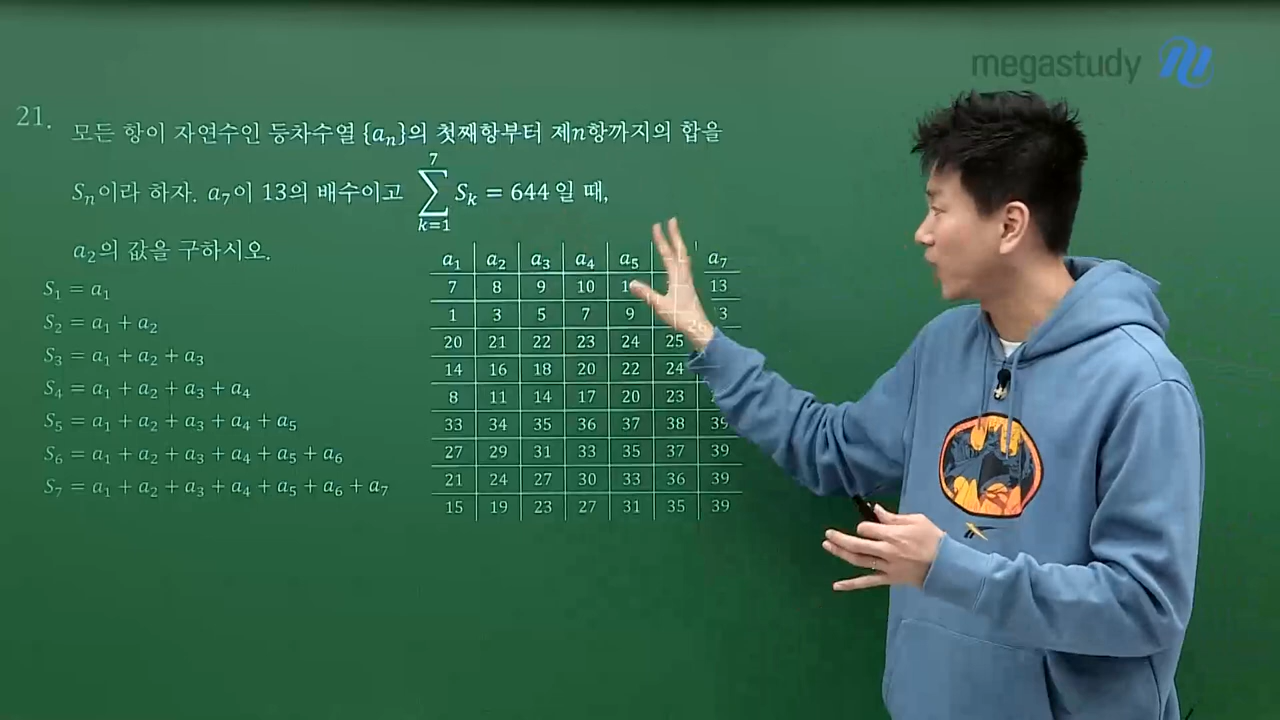 megastudy
21. 모든 항이 자연수인 등차수열 {aₙ}의 첫째항부터 제n항까지의 합을
Sₙ이라 하자. a₇이 13의 배수이고 ∑ₖ₌₁⁷ Sₖ = 644 일 때,
a₂의 값을 구하시오.
S₁ = a₁
S₂ = a₁ + a₂
S₃ = a₁ + a₂ + a₃
S₄ = a₁ + a₂ + a₃ + a₄
S₅ = a₁ + a₂ + a₃ + a₄ + a₅
S₆ = a₁ + a₂ + a₃ + a₄ + a₅ + a₆
S₇ = a₁ + a₂ + a₃ + a₄ + a₅ + a₆ + a₇
a₁ a₂ a₃ a₄ a₅ a₇
7 8 9 10 13
1 3 5 7 9
20 21 22 23 24 25 26
14 16 18 20 22 24
8 11 14 17 20 23
33 34 35 36 37 38 39
27 29 31 33 35 37 39
21 24 27 30 33 36 39
15 19 23 27 31 35 39